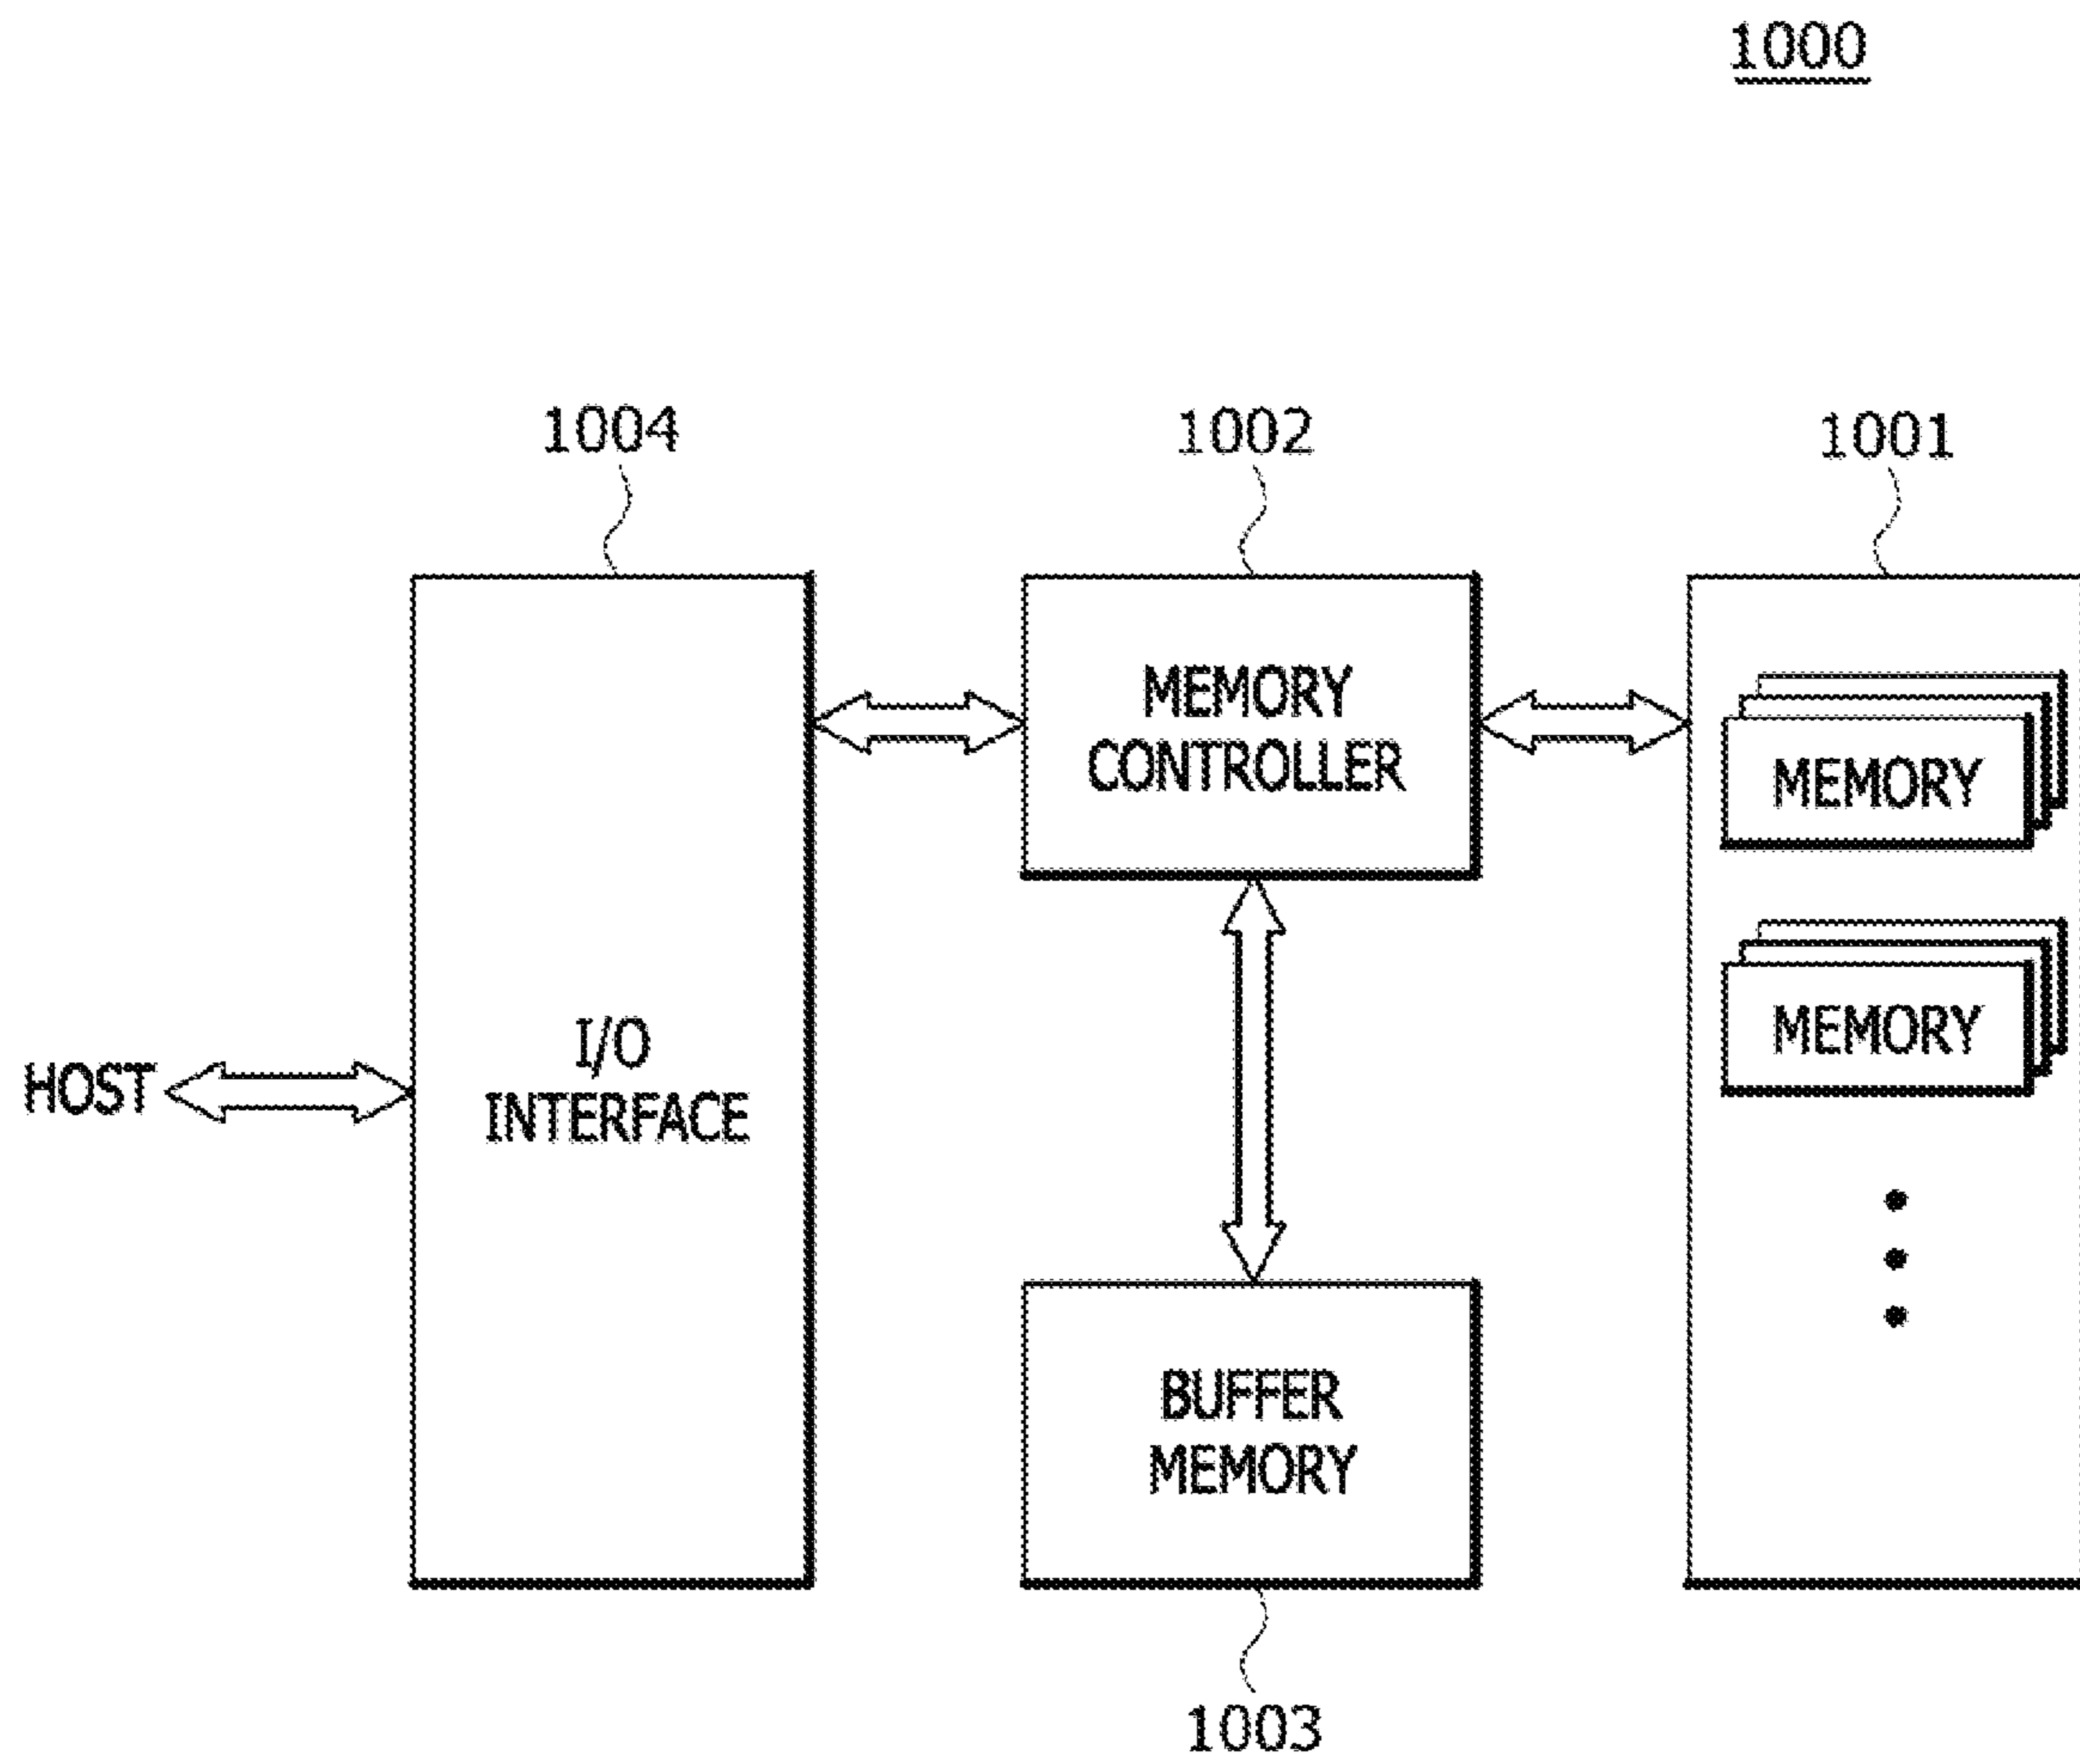 1000
1004
1002
1001
MEMORY
CONTROLLER
MEMORY
MEMORY
I/O
INTERFACE
HOST
BUFFER
MEMORY
1003